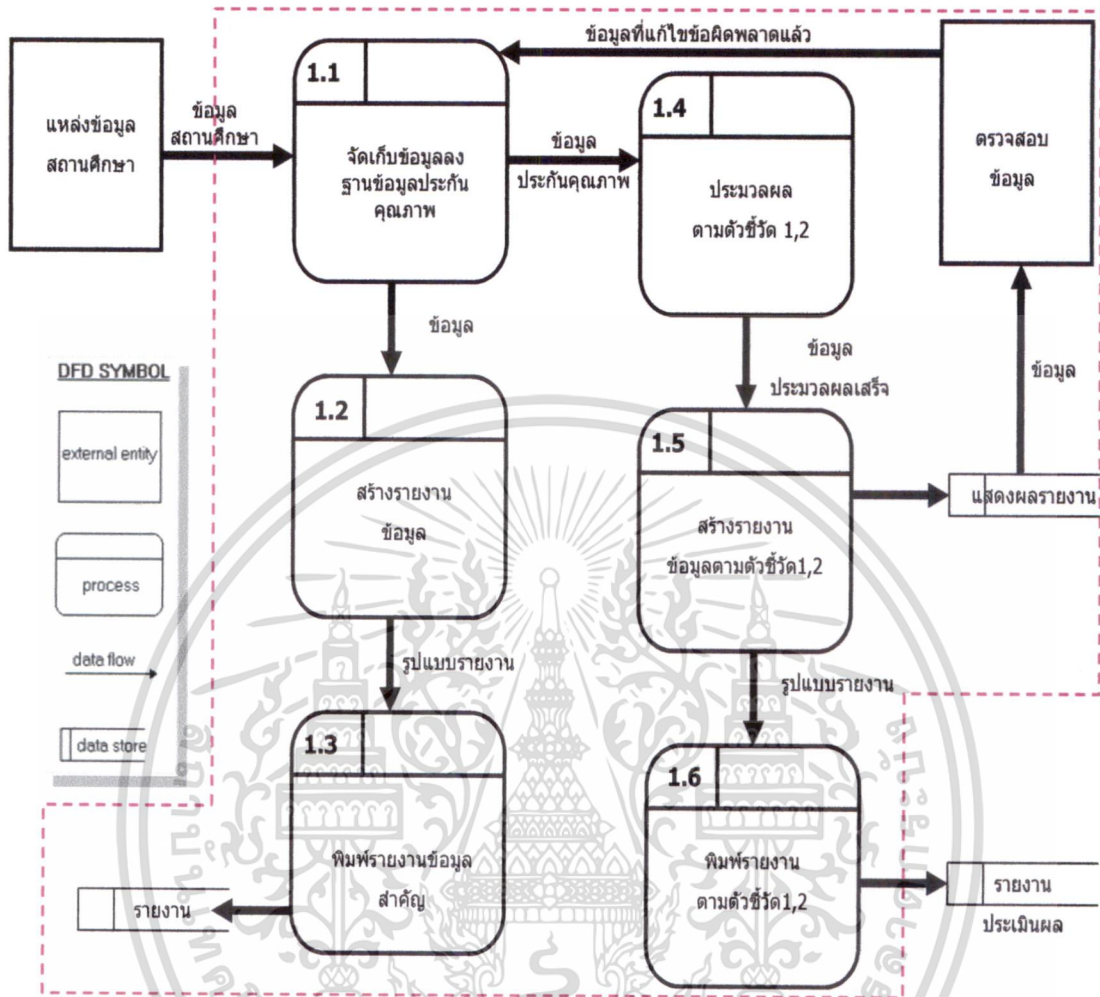 ข้อมูลที่แก้ไขข้อผิดพลาดแล้ว
แหล่งข้อมูล
สถานศึกษา
ข้อมูล
สถานศึกษา
1.1
จัดเก็บข้อมูลลง
ฐานข้อมูลประกัน
คุณภาพ
ข้อมูล
ประกันคุณภาพ
1.4
ประมวลผล
ตามตัวชี้วัด 1,2
ตรวจสอบ
ข้อมูล
ข้อมูล
ข้อมูล
ประมวลผลเสร็จ
ข้อมูล
DFD SYMBOL
external entity
process
data flow
data store
1.2
สร้างรายงาน
ข้อมูล
1.5
สร้างรายงาน
ข้อมูลตามตัวชี้วัด1,2
แสดงผลรายงาน
รูปแบบรายงาน
รูปแบบรายงาน
1.3
พิมพ์รายงานข้อมูล
สำคัญ
รายงาน
1.6
พิมพ์รายงาน
ตามตัวชี้วัด1,2
รายงาน
ประเมินผล